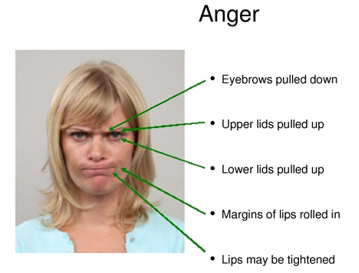 Anger
• Eyebrows pulled down
• Upper lids pulled up
• Lower lids pulled up
• Margins of lips rolled in
• Lips may be tightened